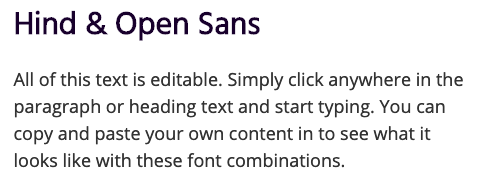 Hind & Open Sans
All of this text is editable. Simply click anywhere in the
paragraph or heading text and start typing. You can
copy and paste your own content in to see what it
looks like with these font combinations.